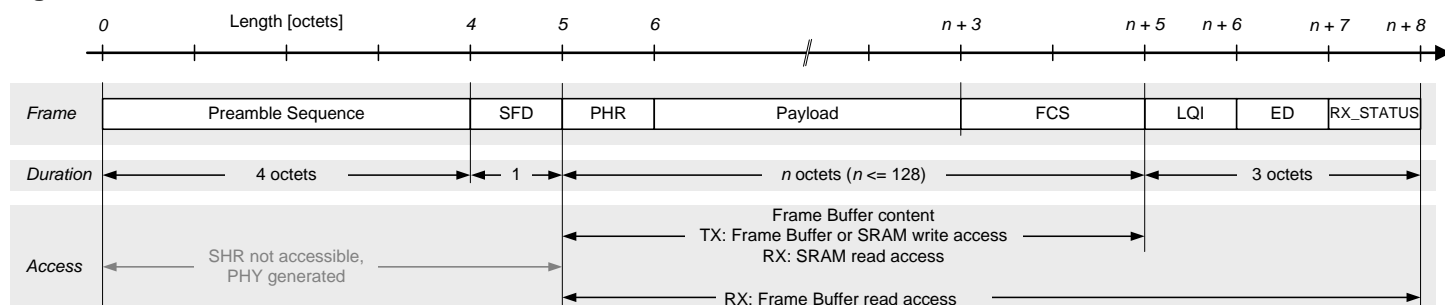 0 Length [octets] 4 5 6 n + 3 n + 5 n + 6 n + 7 n + 8
Frame Preamble Sequence SFD PHR Payload FCS LQI ED RX_STATUS
Duration 4 octets 1 n octets (n <= 128) 3 octets
Frame Buffer content
TX: Frame Buffer or SRAM write access
RX: SRAM read access
Access SHR not accessible,
PHY generated
RX: Frame Buffer read access